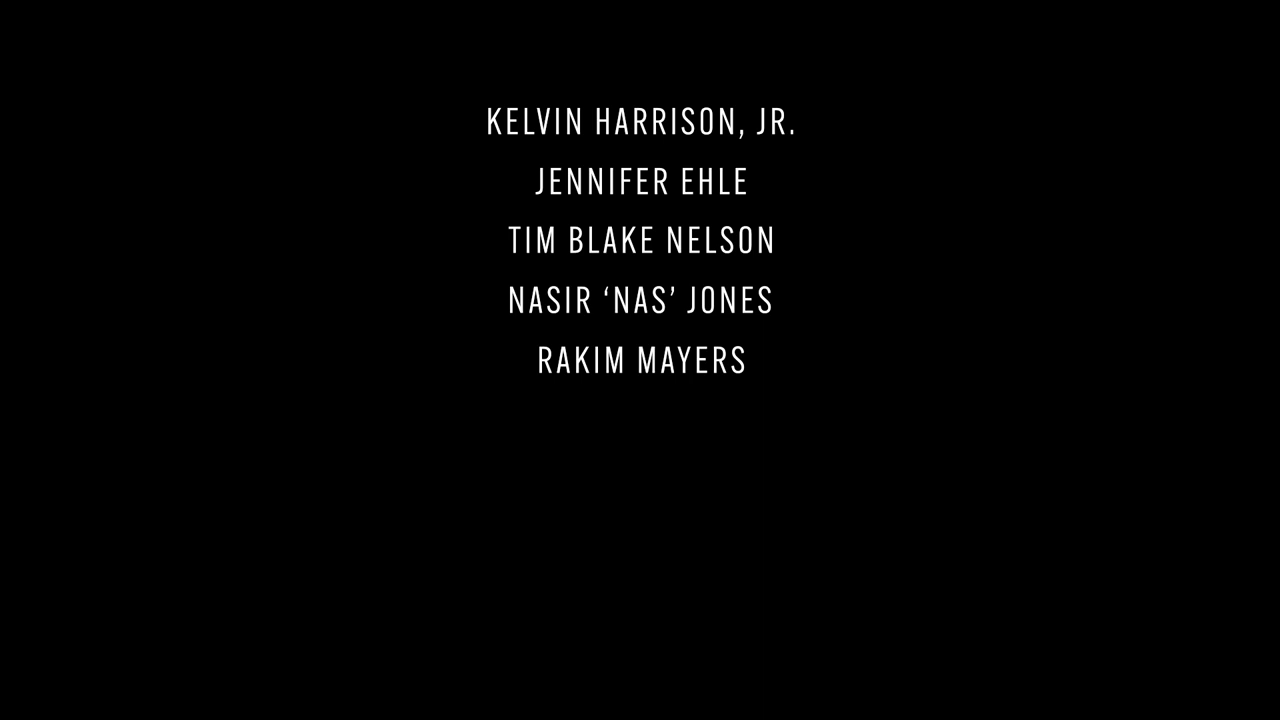 KELVIN HARRISON, JR.
JENNIFER EHLE
TIM BLAKE NELSON
NASIR ‘NAS’ JONES
RAKIM MAYERS